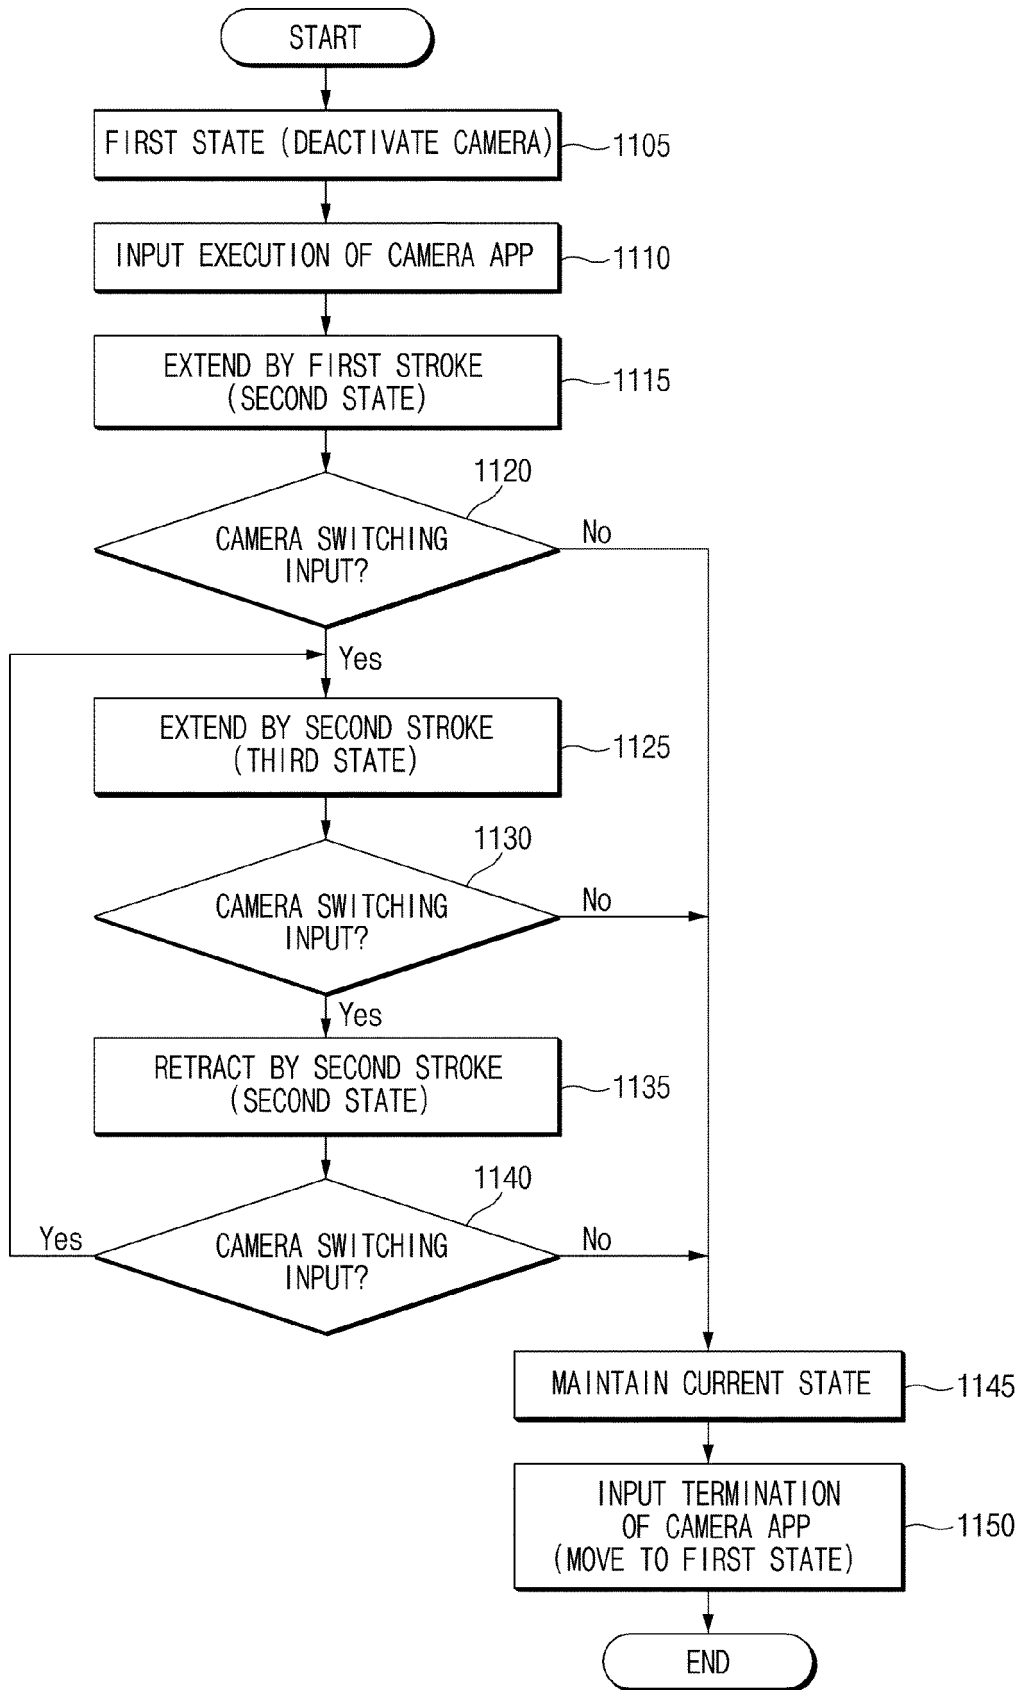 START
FIRST STATE (DEACTIVATE CAMERA)
1105
INPUT EXECUTION OF CAMERA APP
1110
EXTEND BY FIRST STROKE
(SECOND STATE)
1115
1120
CAMERA SWITCHING
INPUT?
No
Yes
EXTEND BY SECOND STROKE
(THIRD STATE)
1125
1130
CAMERA SWITCHING
INPUT?
No
Yes
RETRACT BY SECOND STROKE
(SECOND STATE)
1135
1140
Yes
CAMERA SWITCHING
INPUT?
No
MAINTAIN CURRENT STATE
1145
INPUT TERMINATION
OF CAMERA APP
(MOVE TO FIRST STATE)
1150
END